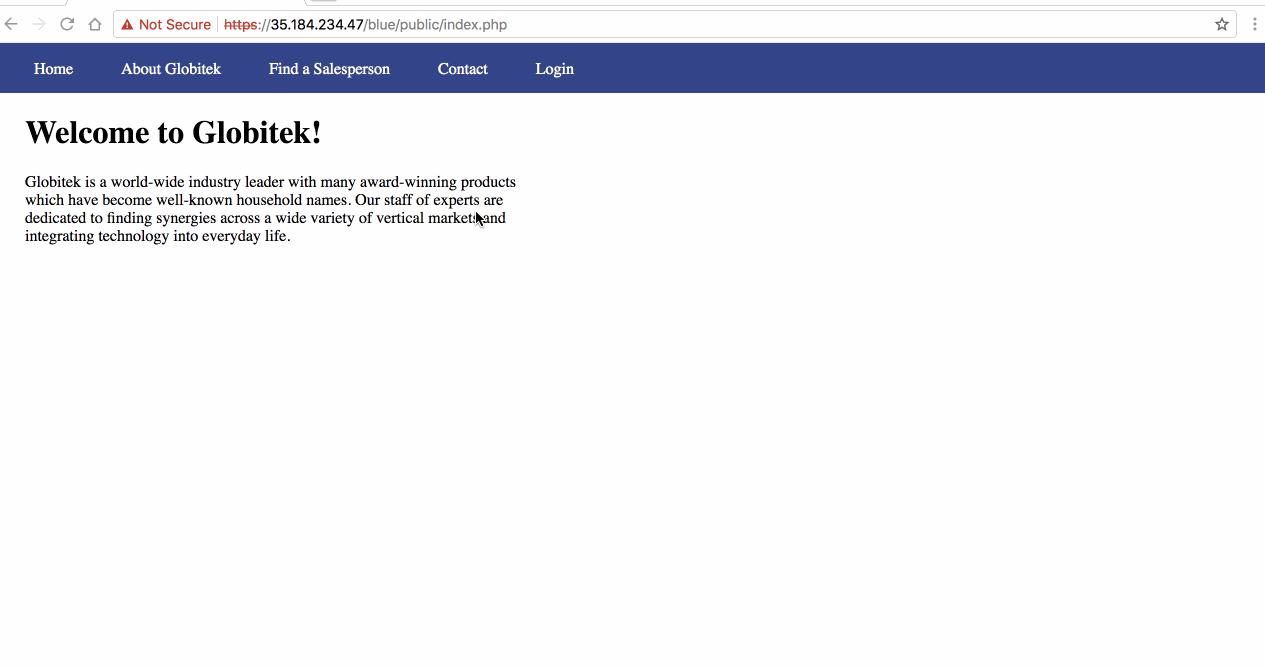 Not Secure https://35.184.234.47/blue/public/index.php
Home About Globitek Find a Salesperson Contact Login
Welcome to Globitek!
Globitek is a world-wide industry leader with many award-winning products
which have become well-known household names. Our staff of experts are
dedicated to finding synergies across a wide variety of vertical markets and
integrating technology into everyday life.